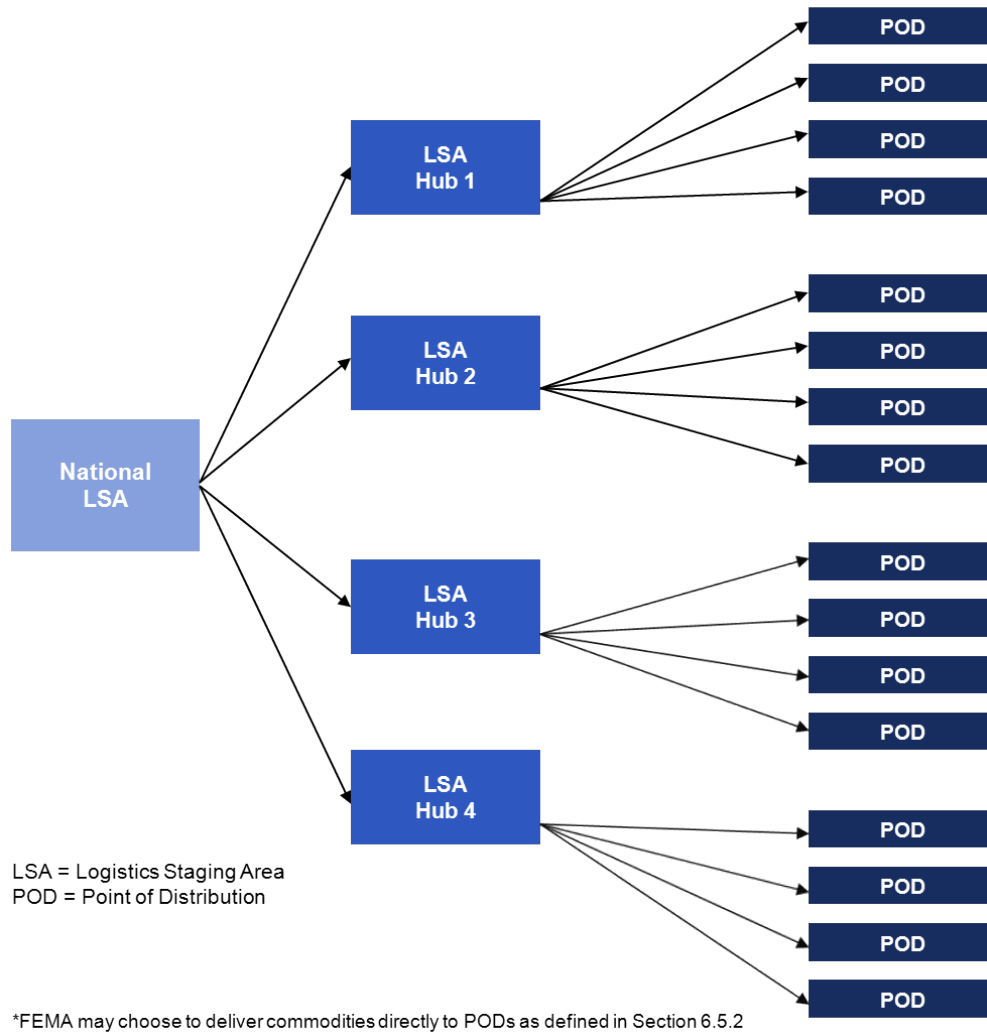 National
LSA
LSA
Hub 1
POD
POD
POD
POD
LSA
Hub 2
POD
POD
POD
POD
LSA
Hub 3
POD
POD
POD
POD
LSA
Hub 4
POD
POD
POD
POD
LSA = Logistics Staging Area
POD = Point of Distribution
*FEMA may choose to deliver commodities directly to PODs as defined in Section 6.5.2